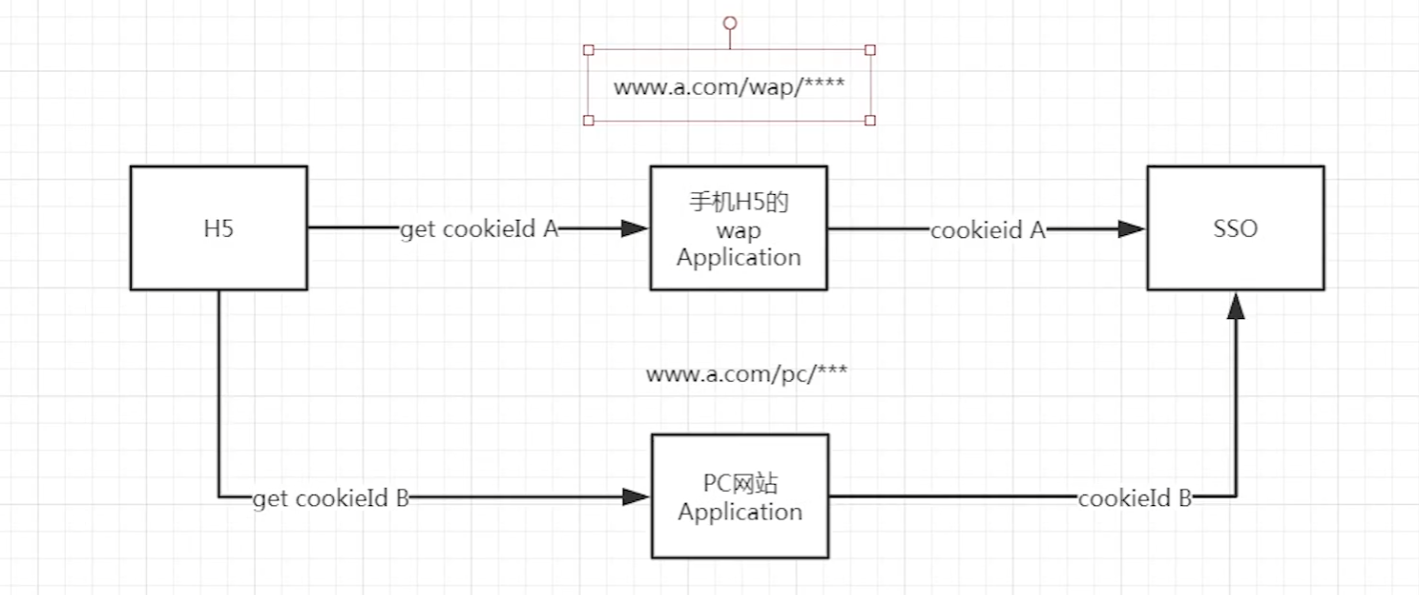 www.a.com/wap/****
H5
get cookieId A
手机H5的
wap
Application
cookieid A
SSO
www.a.com/pc/***
get cookieId B
PC网站
Application
cookieId B